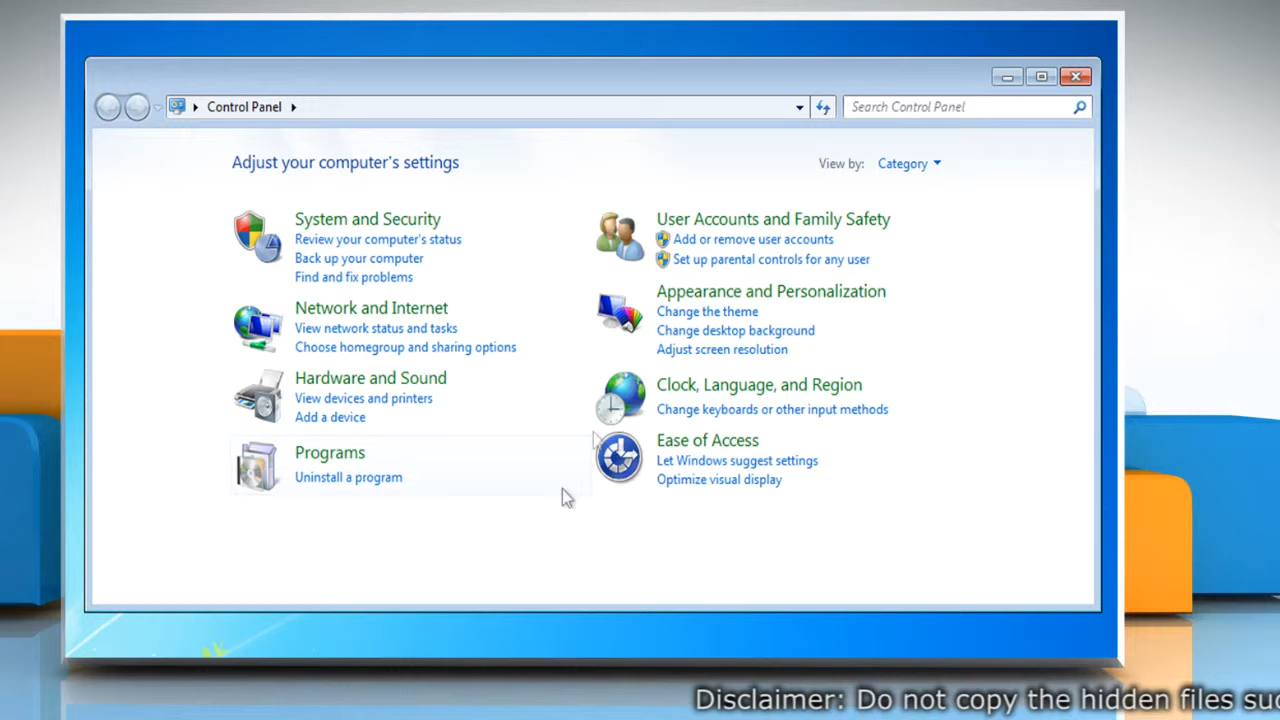 Control Panel
Search Control Panel
Adjust your computer's settings
View by: Category
System and Security
Review your computer's status
Back up your computer
Find and fix problems
Network and Internet
View network status and tasks
Choose homegroup and sharing options
Hardware and Sound
View devices and printers
Add a device
Programs
Uninstall a program
User Accounts and Family Safety
Add or remove user accounts
Set up parental controls for any user
Appearance and Personalization
Change the theme
Change desktop background
Adjust screen resolution
Clock, Language, and Region
Change keyboards or other input methods
Ease of Access
Let Windows suggest settings
Optimize visual display
Disclaimer: Do not copy the hidden files